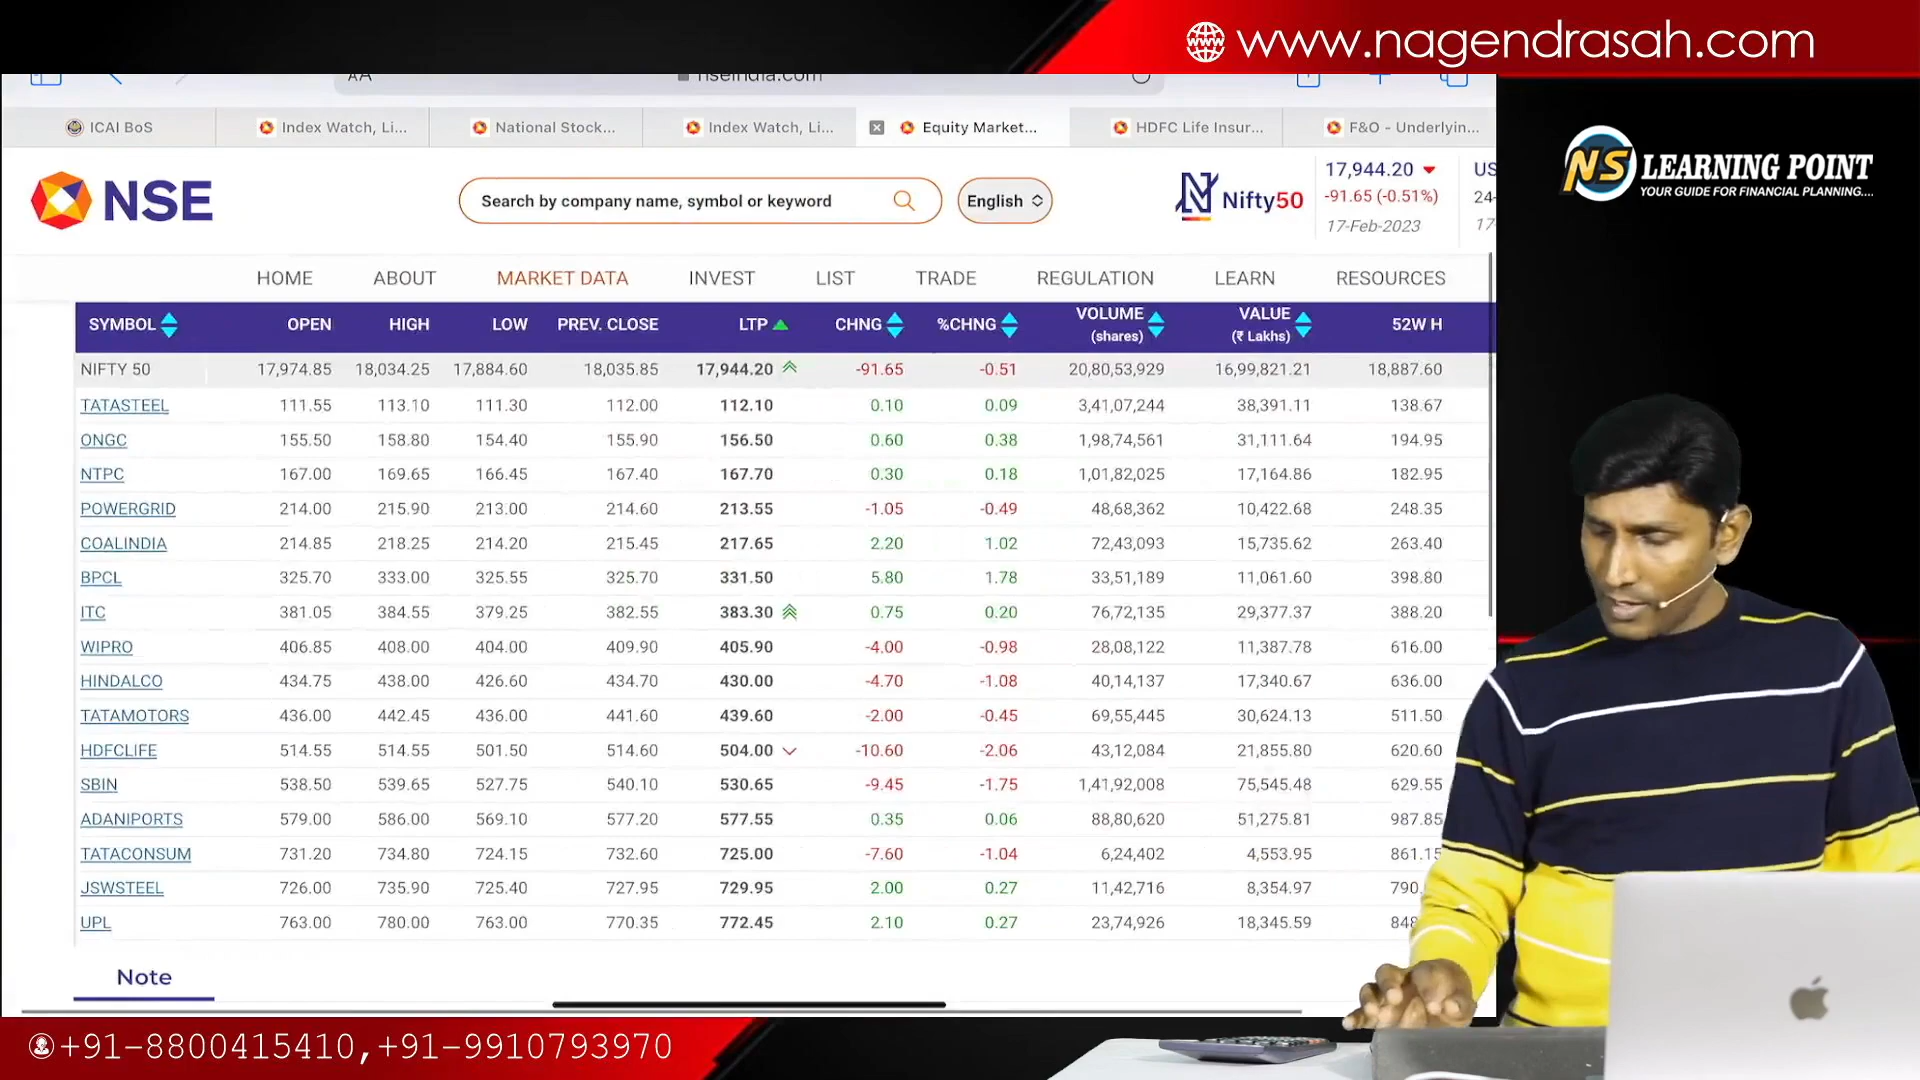 www.nagendrasah.com
AA
nseindia.com
ICAI BoS
Index Watch, Li...
National Stock...
Index Watch, Li...
Equity Market...
HDFC Life Insur...
F&O - Underlyin...
NS LEARNING POINT
YOUR GUIDE FOR FINANCIAL PLANNING....
NSE
Search by company name, symbol or keyword
English
N Nifty50
17,944.20
-91.65 (-0.51%)
17-Feb-2023
US
24-
17-
HOME ABOUT MARKET DATA INVEST LIST TRADE REGULATION LEARN RESOURCES
SYMBOL OPEN HIGH LOW PREV. CLOSE LTP CHNG %CHNG VOLUME (shares) VALUE (₹ Lakhs) 52W H
NIFTY 50 17,974.85 18,034.25 17,884.60 18,035.85 17,944.20 -91.65 -0.51 20,80,53,929 16,99,821.21 18,887.60
TATASTEEL 111.55 113.10 111.30 112.00 112.10 0.10 0.09 3,41,07,244 38,391.11 138.67
ONGC 155.50 158.80 154.40 155.90 156.50 0.60 0.38 1,98,74,561 31,111.64 194.95
NTPC 167.00 169.65 166.45 167.40 167.70 0.30 0.18 1,01,82,025 17,164.86 182.95
POWERGRID 214.00 215.90 213.00 214.60 213.55 -1.05 -0.49 48,68,362 10,422.68 248.35
COALINDIA 214.85 218.25 214.20 215.45 217.65 2.20 1.02 72,43,093 15,735.62 263.40
BPCL 325.70 333.00 325.55 325.70 331.50 5.80 1.78 33,51,189 11,061.60 398.80
ITC 381.05 384.55 379.25 382.55 383.30 0.75 0.20 76,72,135 29,377.37 388.20
WIPRO 406.85 408.00 404.00 409.90 405.90 -4.00 -0.98 28,08,122 11,387.78 616.00
HINDALCO 434.75 438.00 426.60 434.70 430.00 -4.70 -1.08 40,14,137 17,340.67 636.00
TATAMOTORS 436.00 442.45 436.00 441.60 439.60 -2.00 -0.45 69,55,445 30,624.13 511.50
HDFCLIFE 514.55 514.55 501.50 514.60 504.00 -10.60 -2.06 43,12,084 21,855.80 620.60
SBIN 538.50 539.65 527.75 540.10 530.65 -9.45 -1.75 1,41,92,008 75,545.48 629.55
ADANIPORTS 579.00 586.00 569.10 577.20 577.55 0.35 0.06 88,80,620 51,275.81 987.85
TATACONSUM 731.20 734.80 724.15 732.60 725.00 -7.60 -1.04 6,24,402 4,553.95 861.15
JSWSTEEL 726.00 735.90 725.40 727.95 729.95 2.00 0.27 11,42,716 8,354.97 790.
UPL 763.00 780.00 763.00 770.35 772.45 2.10 0.27 23,74,926 18,345.59 848
Note
+91-8800415410,+91-9910793970